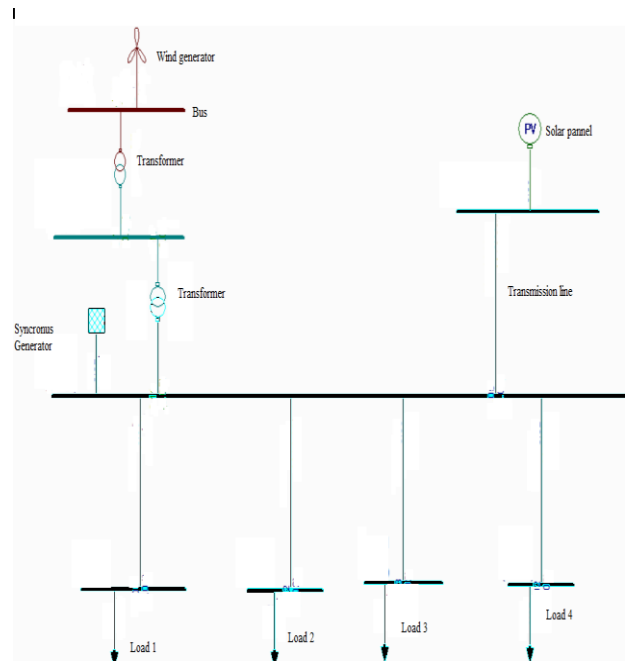 I
Wind generator
Bus
PV
Solar pannel
Transformer
Transformer
Transmission line
Syncronus
Generator
Load 1
Load 2
Load 3
Load 4